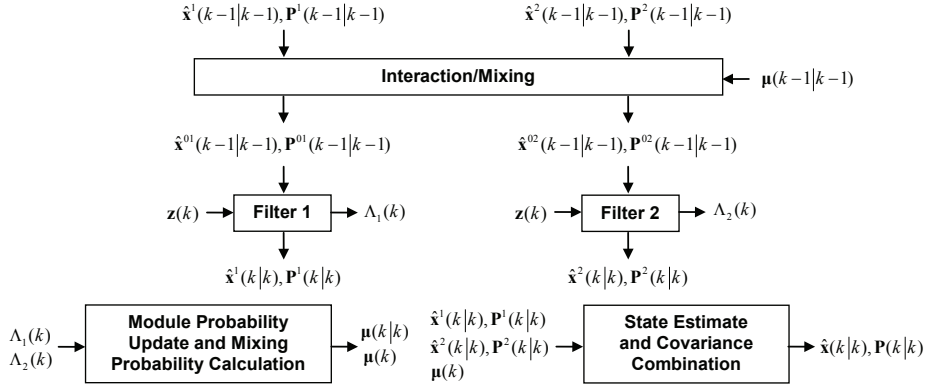 x̂¹(k−1|k−1), P¹(k−1|k−1) x̂²(k−1|k−1), P²(k−1|k−1)
Interaction/Mixing
μ(k−1|k−1)
x̂⁰¹(k−1|k−1), P⁰¹(k−1|k−1) x̂⁰²(k−1|k−1), P⁰²(k−1|k−1)
z(k) Filter 1 Λ₁(k) z(k) Filter 2 Λ₂(k)
x̂¹(k|k), P¹(k|k) x̂²(k|k), P²(k|k)
Λ₁(k)
Λ₂(k)
Module Probability
Update and Mixing
Probability Calculation
μ(k|k)
μ(k)
x̂¹(k|k), P¹(k|k)
x̂²(k|k), P²(k|k)
μ(k)
State Estimate
and Covariance
Combination
x̂(k|k), P(k|k)